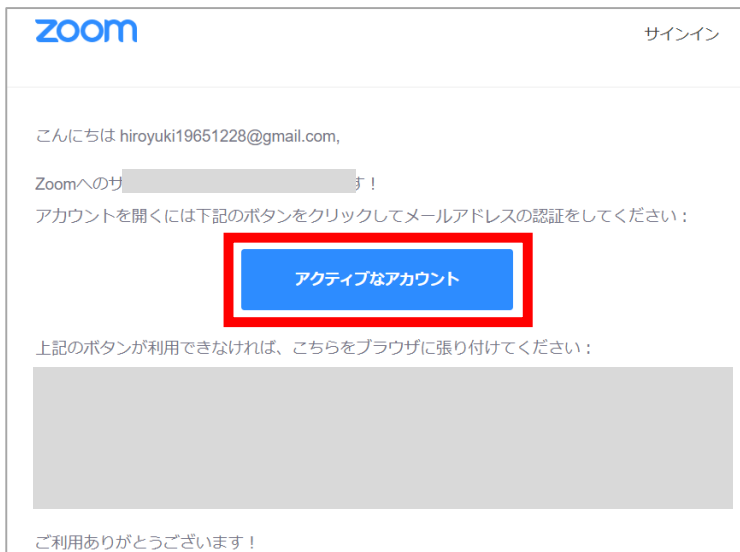 zoom
サインイン
こんにちは hiroyuki19651228@gmail.com,
Zoomへのサ す！
アカウントを開くには下記のボタンをクリックしてメールアドレスの認証をしてください：
アクティブなアカウント
上記のボタンが利用できなければ、こちらをブラウザに張り付けてください：
ご利用ありがとうございます！